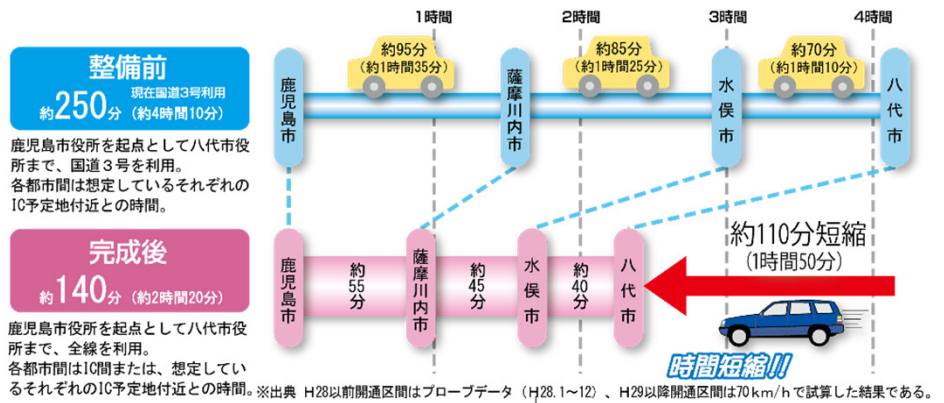 1時間
2時間
3時間
4時間
整備前
現在国道3号利用
約250分（約4時間10分）
鹿児島市役所を起点として八代市役
所まで、国道３号を利用。
各都市間は想定しているそれぞれの
IC予定地付近との時間。
鹿児島市
約95分
（約1時間35分）
薩摩川内市
約85分
（約1時間25分）
水俣市
約70分
（約1時間10分）
八代市
完成後
約140分（約2時間20分）
鹿児島市役所を起点として八代市役
所まで、全線を利用。
各都市間はIC間または、想定してい
るそれぞれのIC予定地付近との時間。
鹿児島市
約55分
薩摩川内市
約45分
水俣市
約40分
八代市
約110分短縮
（1時間50分）
時間短縮!!
※出典　H28以前開通区間はプローブデータ（H28.1～12）、H29以降開通区間は70ｋｍ/ｈで試算した結果である。